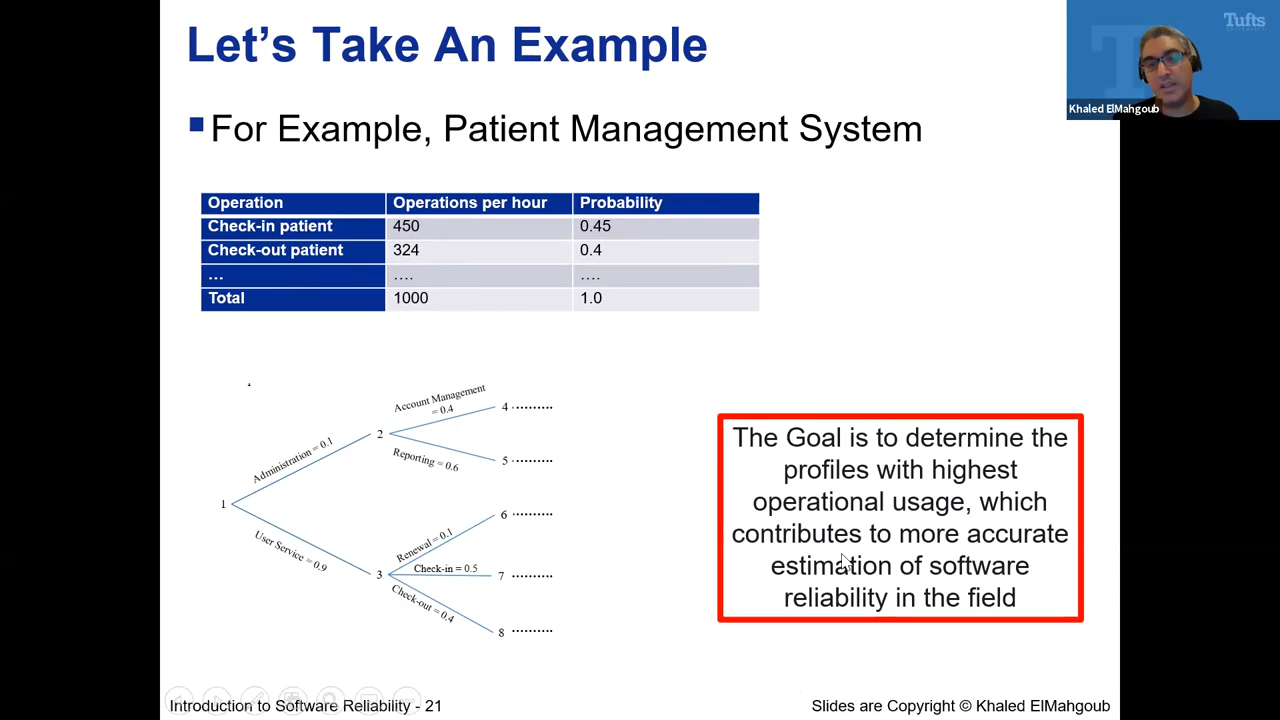 Let's Take An Example
Tufts
Khaled ElMahgoub
For Example, Patient Management System
Operation Operations per hour Probability
Check-in patient 450 0.45
Check-out patient 324 0.4
... .... ....
Total 1000 1.0
Account Management
= 0.4
4 ..........
2
Administration = 0.1
Reporting = 0.6
5 ..........
1
6 ..........
Renewal = 0.1
User Service = 0.9
Check-in = 0.5
3
7 ..........
Check-out = 0.4
8 ..........
The Goal is to determine the
profiles with highest
operational usage, which
contributes to more accurate
estimation of software
reliability in the field
Introduction to Software Reliability - 21
Slides are Copyright © Khaled ElMahgoub